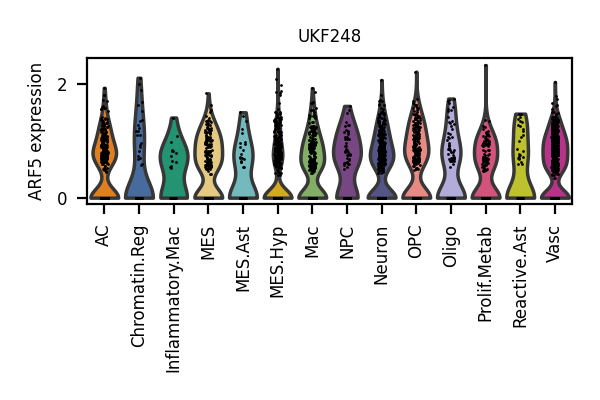 UKF248
ARF5 expression
2
0
AC
Chromatin.Reg
Inflammatory.Mac
MES
MES.Ast
MES.Hyp
Mac
NPC
Neuron
OPC
Oligo
Prolif.Metab
Reactive.Ast
Vasc